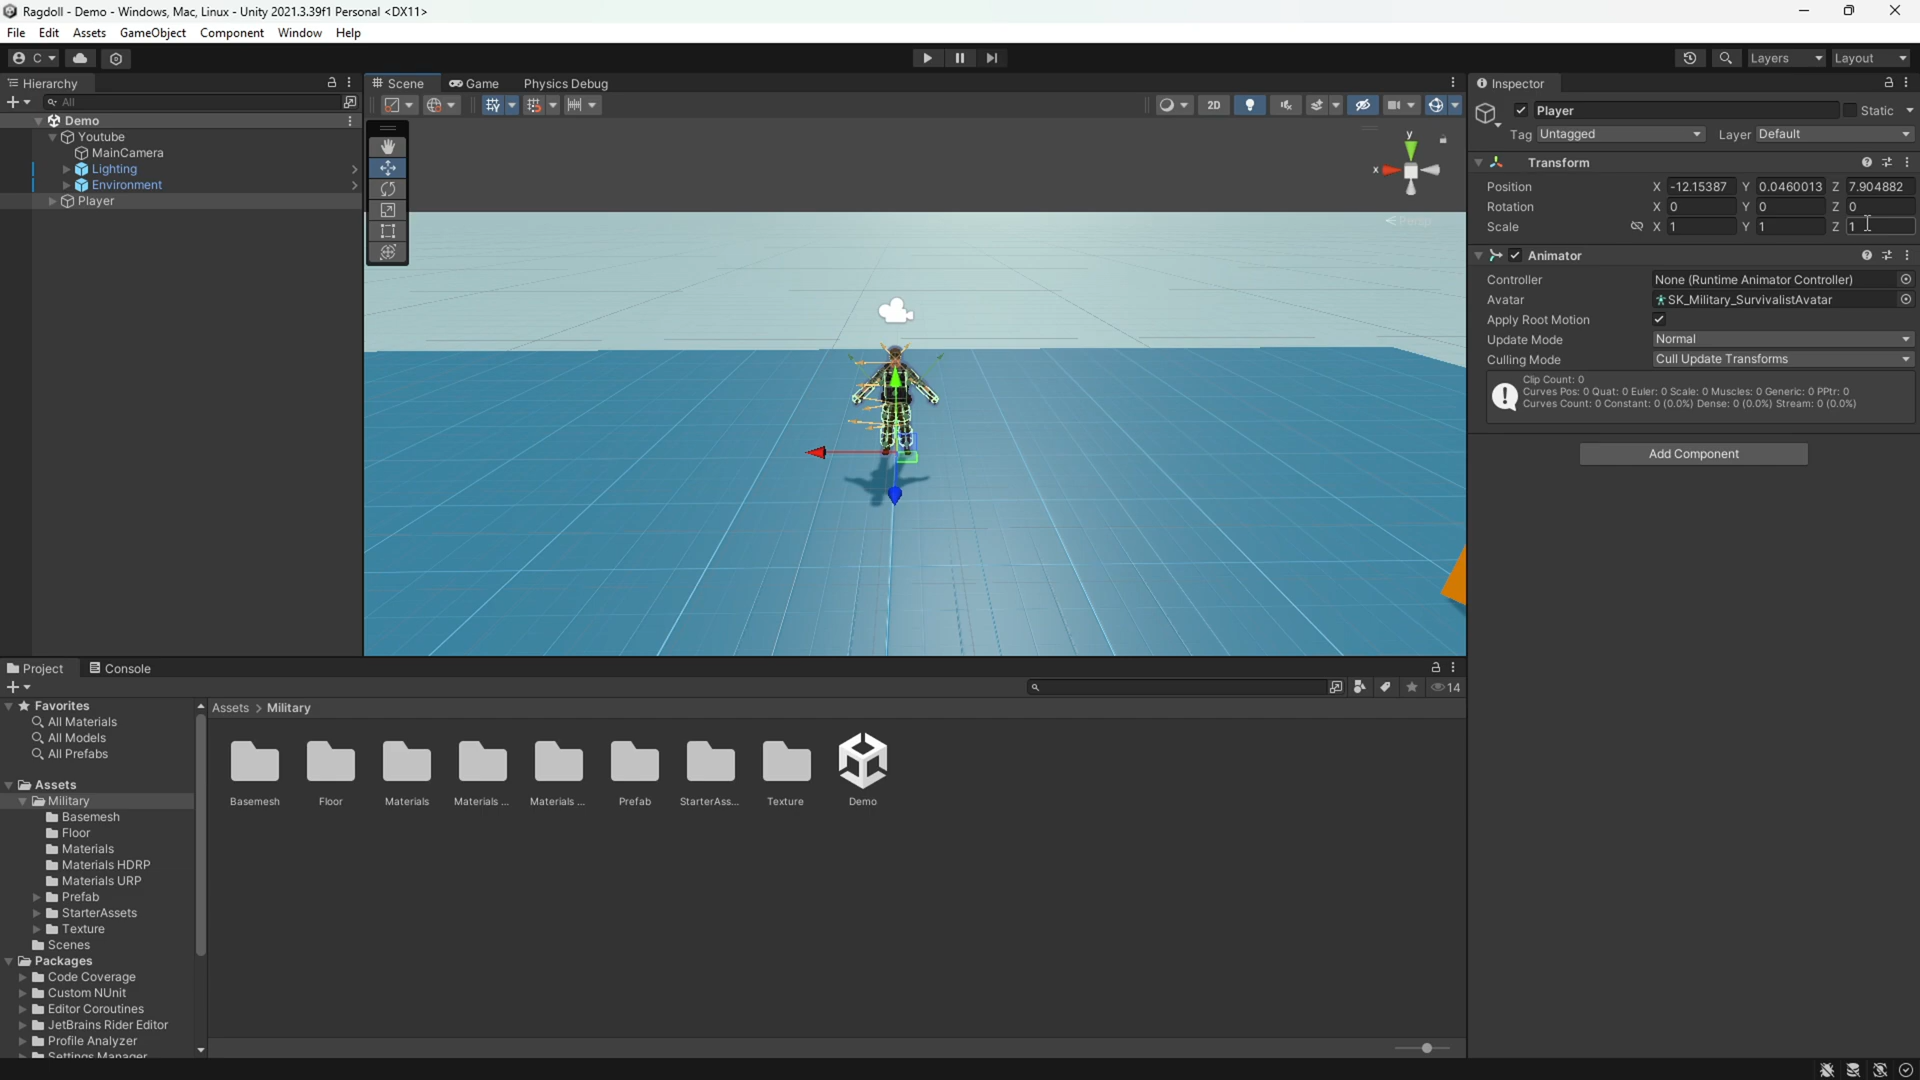 Ragdoll - Demo - Windows, Mac, Linux - Unity 2021.3.39f1 Personal <DX11>
File Edit Assets GameObject Component Window Help
C Layers Layout
Hierarchy
All
Demo
Youtube
MainCamera
Lighting
Environment
Player
Scene Game Physics Debug
2D
y
x
Persp
Inspector
Player Static
Tag Untagged Layer Default
Transform
Position X -12.15387 Y 0.0460013 Z 7.904882
Rotation X 0 Y 0 Z 0
Scale X 1 Y 1 Z 1
Animator
Controller None (Runtime Animator Controller)
Avatar SK_Military_SurvivalistAvatar
Apply Root Motion
Update Mode Normal
Culling Mode Cull Update Transforms
Clip Count: 0
Curves Pos: 0 Quat: 0 Euler: 0 Scale: 0 Muscles: 0 Generic: 0 PPtr: 0
Curves Count: 0 Constant: 0 (0.0%) Dense: 0 (0.0%) Stream: 0 (0.0%)
Add Component
Project Console
14
Favorites
All Materials
All Models
All Prefabs
Assets
Military
Basemesh
Floor
Materials
Materials HDRP
Materials URP
Prefab
StarterAssets
Texture
Scenes
Packages
Code Coverage
Custom NUnit
Editor Coroutines
JetBrains Rider Editor
Profile Analyzer
Settings Manager
Assets > Military
Basemesh Floor Materials Materials ... Materials ... Prefab StarterAss... Texture Demo